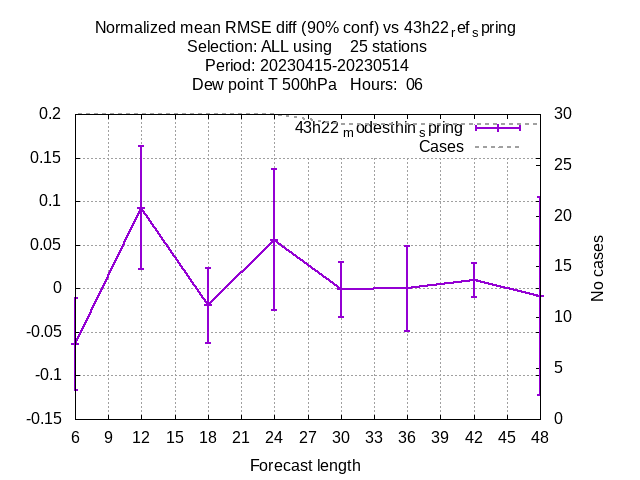 Normalized mean RMSE diff (90% conf) vs 43h22refspring
Selection: ALL using    25 stations
Period: 20230415-20230514
Dew point T 500hPa   Hours:  06
0.2
0.15
0.1
0.05
0
-0.05
-0.1
-0.15
30
25
20
15
10
5
0
43h22modesthinspring
Cases
No cases
6 9 12 15 18 21 24 27 30 33 36 39 42 45 48
Forecast length